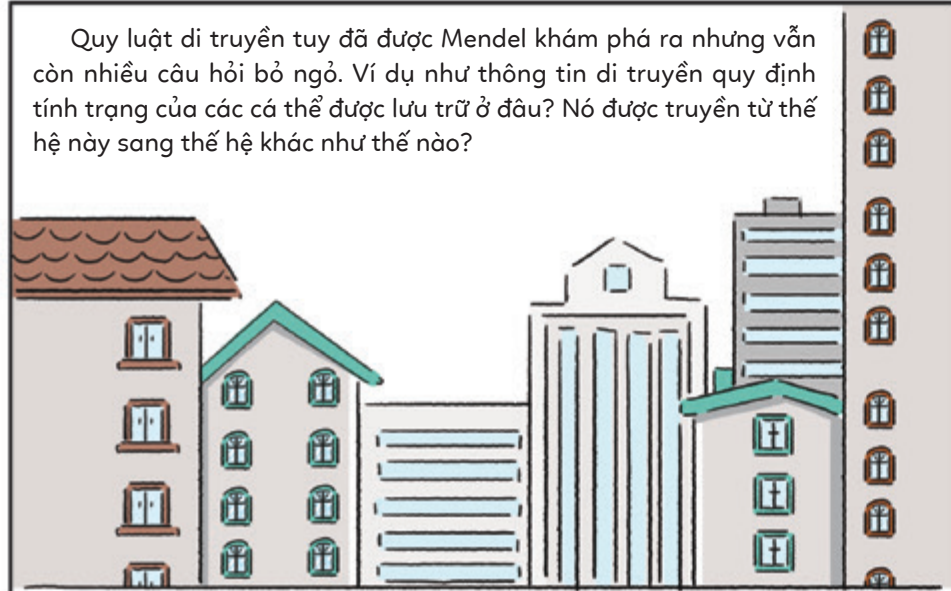 Quy luật di truyền tuy đã được Mendel khám phá ra nhưng vẫn
còn nhiều câu hỏi bỏ ngỏ. Ví dụ như thông tin di truyền quy định
tính trạng của các cá thể được lưu trữ ở đâu? Nó được truyền từ thế
hệ này sang thế hệ khác như thế nào?